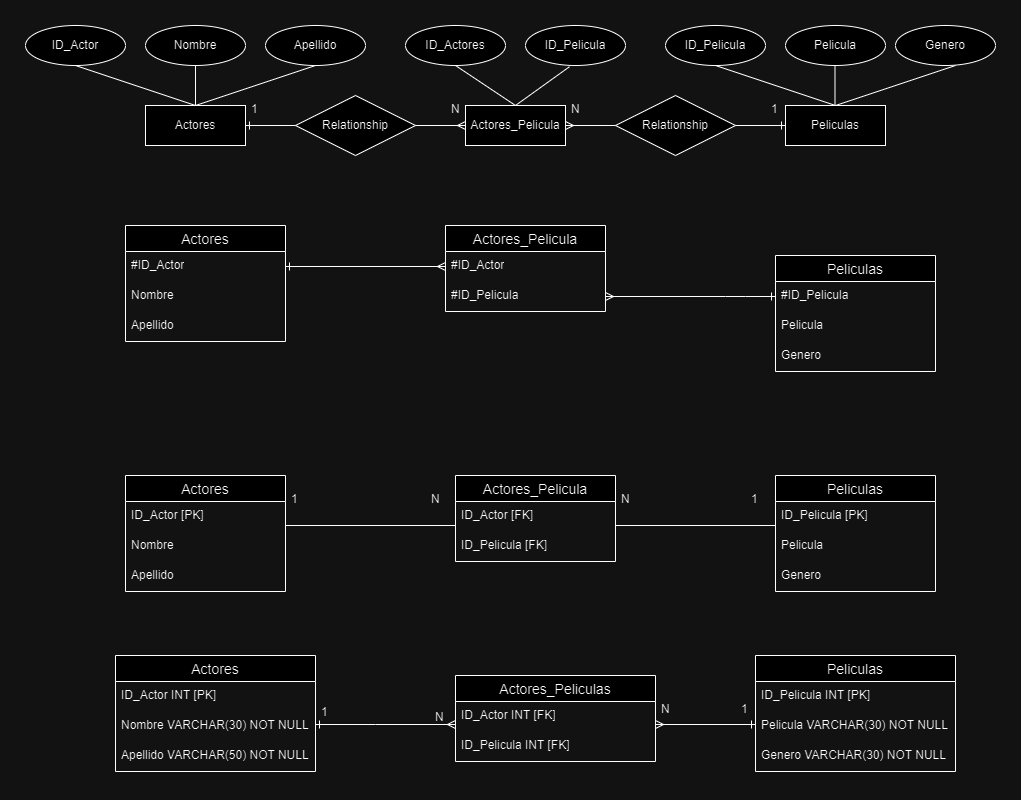 ID_Actor
Nombre
Apellido
ID_Actores
ID_Pelicula
ID_Pelicula
Pelicula
Genero
Actores
1
Relationship
N
Actores_Pelicula
N
Relationship
1
Peliculas
Actores
#ID_Actor
Nombre
Apellido
Actores_Pelicula
#ID_Actor
#ID_Pelicula
Peliculas
#ID_Pelicula
Pelicula
Genero
Actores
ID_Actor [PK]
Nombre
Apellido
1
N
Actores_Pelicula
ID_Actor [FK]
ID_Pelicula [FK]
N
1
Peliculas
ID_Pelicula [PK]
Pelicula
Genero
Actores
ID_Actor INT [PK]
Nombre VARCHAR(30) NOT NULL
Apellido VARCHAR(50) NOT NULL
1
N
Actores_Peliculas
ID_Actor INT [FK]
ID_Pelicula INT [FK]
N
1
Peliculas
ID_Pelicula INT [PK]
Pelicula VARCHAR(30) NOT NULL
Genero VARCHAR(30) NOT NULL